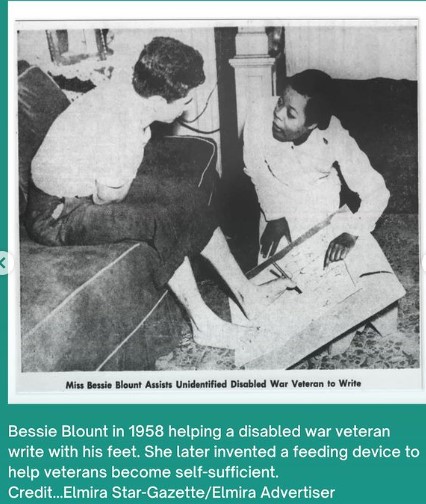 Miss Bessie Blount Assists Unidentified Disabled War Veteran to Write
Bessie Blount in 1958 helping a disabled war veteran
write with his feet. She later invented a feeding device to
help veterans become self-sufficient.
Credit...Elmira Star-Gazette/Elmira Advertiser